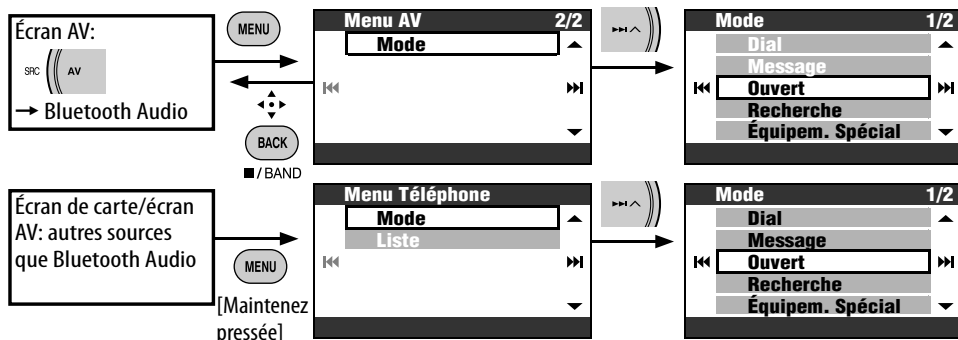 Écran AV:
SRC AV
→ Bluetooth Audio
MENU
BACK
■/BAND
Menu AV 2/2
Mode
Mode 1/2
Dial
Message
Ouvert
Recherche
Équipem. Spécial
Écran de carte/écran
AV: autres sources
que Bluetooth Audio
MENU
[Maintenez
pressée]
Menu Téléphone
Mode
Liste
Mode 1/2
Dial
Message
Ouvert
Recherche
Équipem. Spécial